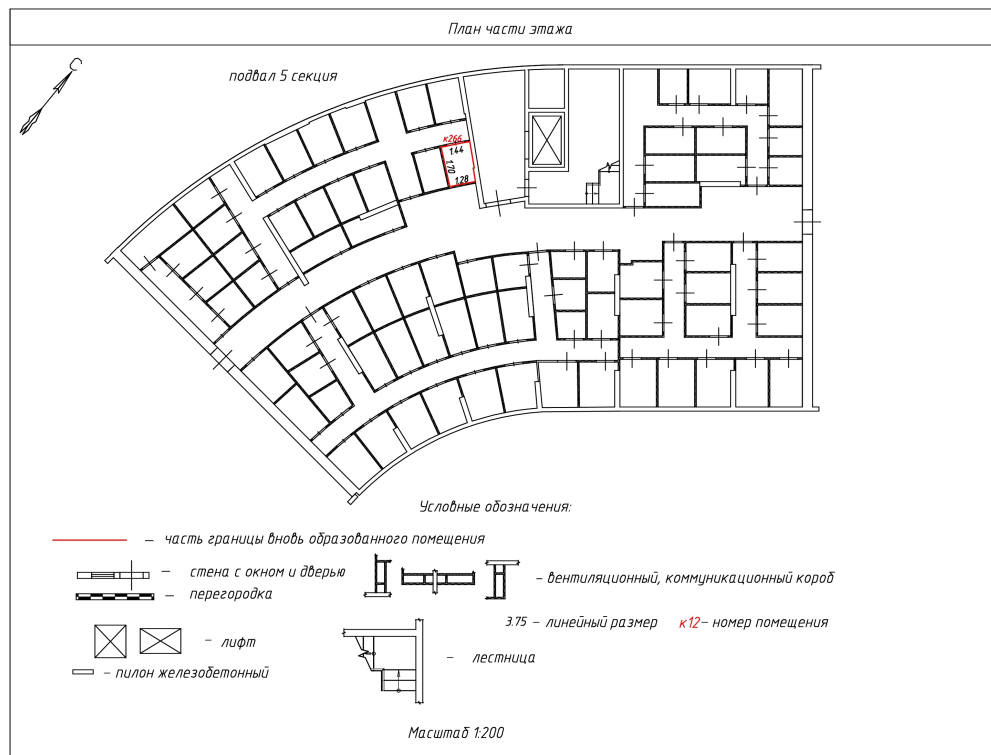 План части этажа
С
подвал 5 секция
к266
1.44
1.70
1.28
Условные обозначения:
— часть границы вновь образованного помещения
— стена с окном и дверью
— перегородка
– вентиляционный, коммуникационный короб
3.75 – линейный размер к12– номер помещения
– лифт
– лестница
– пилон железобетонный
Масштаб 1:200